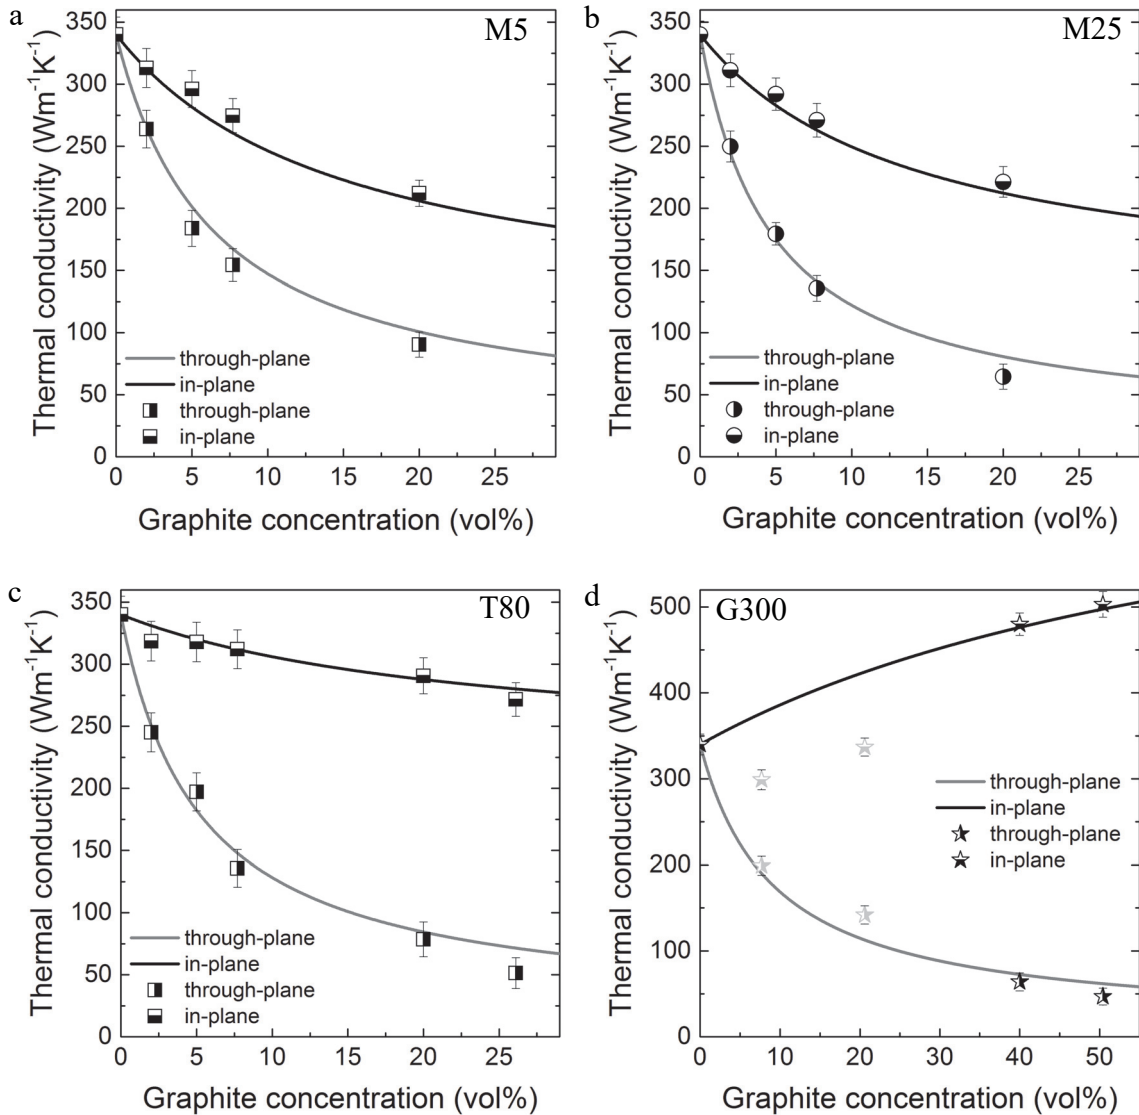 a
M5
Thermal conductivity (Wm⁻¹K⁻¹)
350
300
250
200
150
100
50
0
through-plane
in-plane
through-plane
in-plane
0 5 10 15 20 25
Graphite concentration (vol%)
b
M25
Thermal conductivity (Wm⁻¹K⁻¹)
350
300
250
200
150
100
50
0
through-plane
in-plane
through-plane
in-plane
0 5 10 15 20 25
Graphite concentration (vol%)
c
T80
Thermal conductivity (Wm⁻¹K⁻¹)
350
300
250
200
150
100
50
0
through-plane
in-plane
through-plane
in-plane
0 5 10 15 20 25
Graphite concentration (vol%)
d
G300
Thermal conductivity (Wm⁻¹K⁻¹)
500
400
300
200
100
0
through-plane
in-plane
through-plane
in-plane
0 10 20 30 40 50
Graphite concentration (vol%)